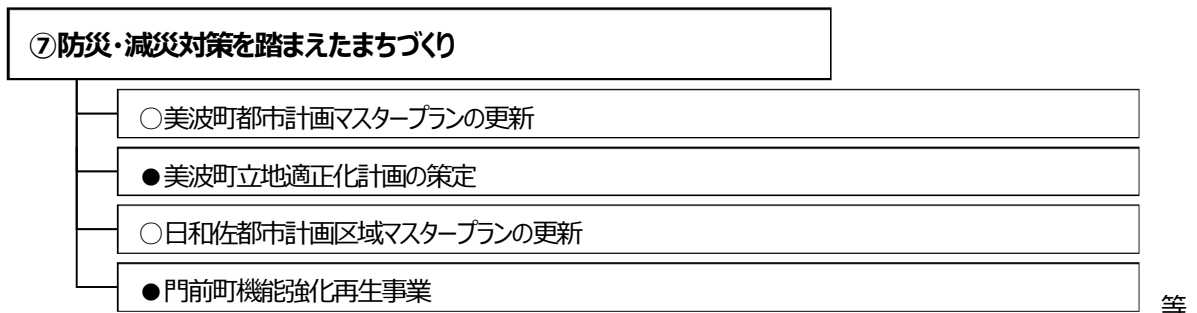 ⑦防災・減災対策を踏まえたまちづくり
○美波町都市計画マスタープランの更新
●美波町立地適正化計画の策定
○日和佐都市計画区域マスタープランの更新
●門前町機能強化再生事業
等